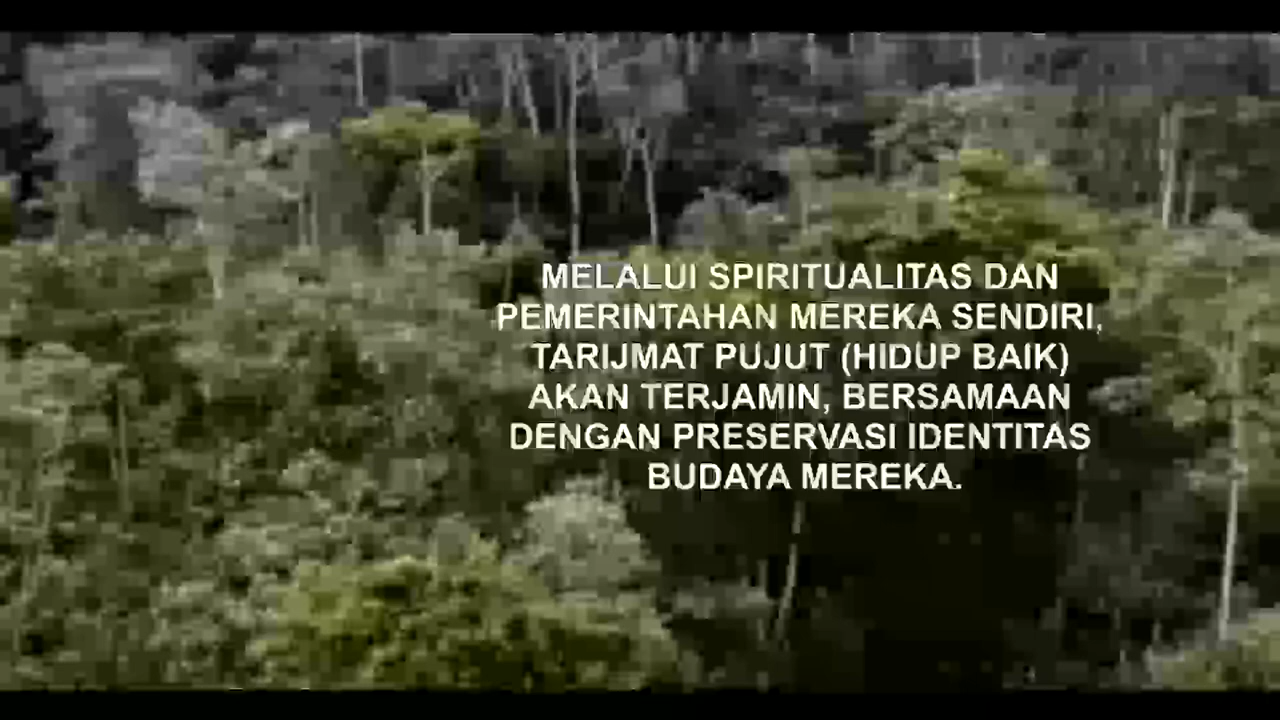 MELALUI SPIRITUALITAS DAN
PEMERINTAHAN MEREKA SENDIRI,
TARIJMAT PUJUT (HIDUP BAIK)
AKAN TERJAMIN, BERSAMAAN
DENGAN PRESERVASI IDENTITAS
BUDAYA MEREKA.